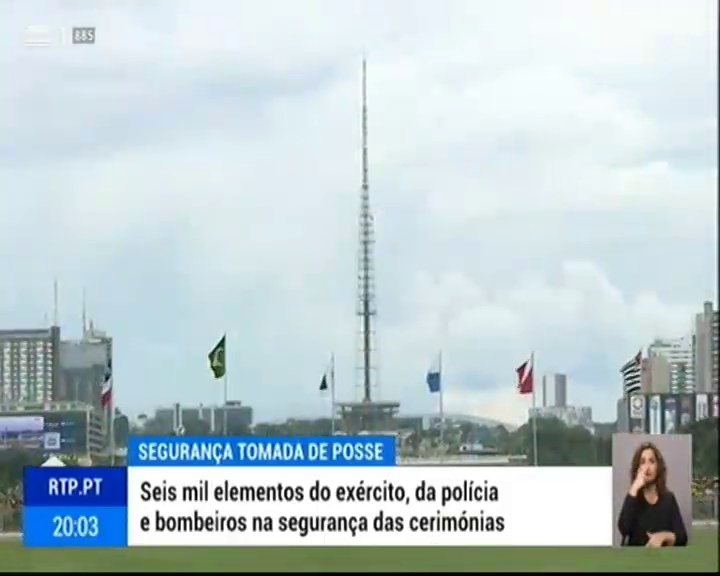 885
SEGURANÇA TOMADA DE POSSE
RTP.PT
Seis mil elementos do exército, da polícia
20:03
e bombeiros na segurança das cerimónias